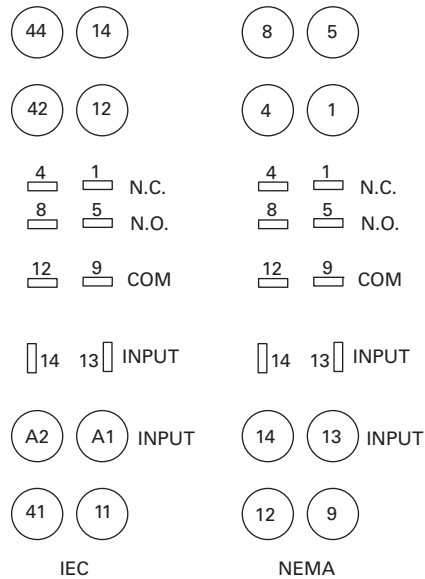 44 14 8 5
42 12 4 1
4 1 N.C. 4 1 N.C.
8 5 N.O. 8 5 N.O.
12 9 COM 12 9 COM
14 13 INPUT 14 13 INPUT
A2 A1 INPUT 14 13 INPUT
41 11 12 9
IEC NEMA